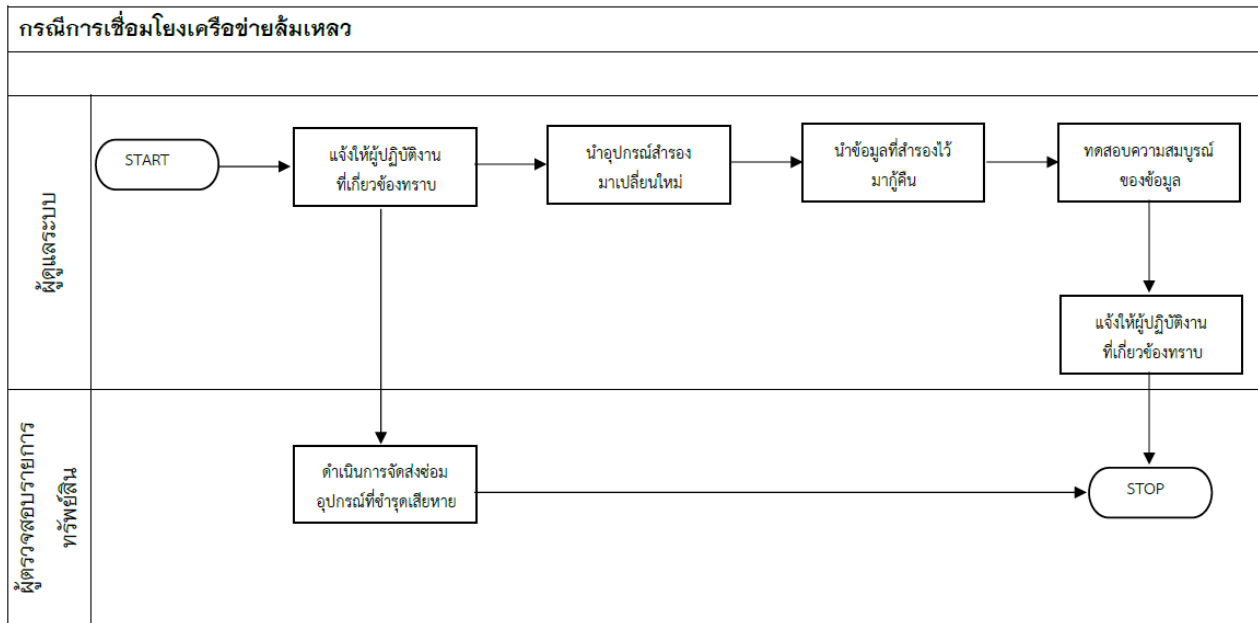 กรณีการเชื่อมโยงเครือข่ายล้มเหลว
ผู้ดูแลระบบ
START
แจ้งให้ผู้ปฏิบัติงาน
ที่เกี่ยวข้องทราบ
นำอุปกรณ์สำรอง
มาเปลี่ยนใหม่
นำข้อมูลที่สำรองไว้
มากู้คืน
ทดสอบความสมบูรณ์
ของข้อมูล
แจ้งให้ผู้ปฏิบัติงาน
ที่เกี่ยวข้องทราบ
ผู้ตรวจสอบรายการ
ทรัพย์สิน
ดำเนินการจัดส่งซ่อม
อุปกรณ์ที่ชำรุดเสียหาย
STOP